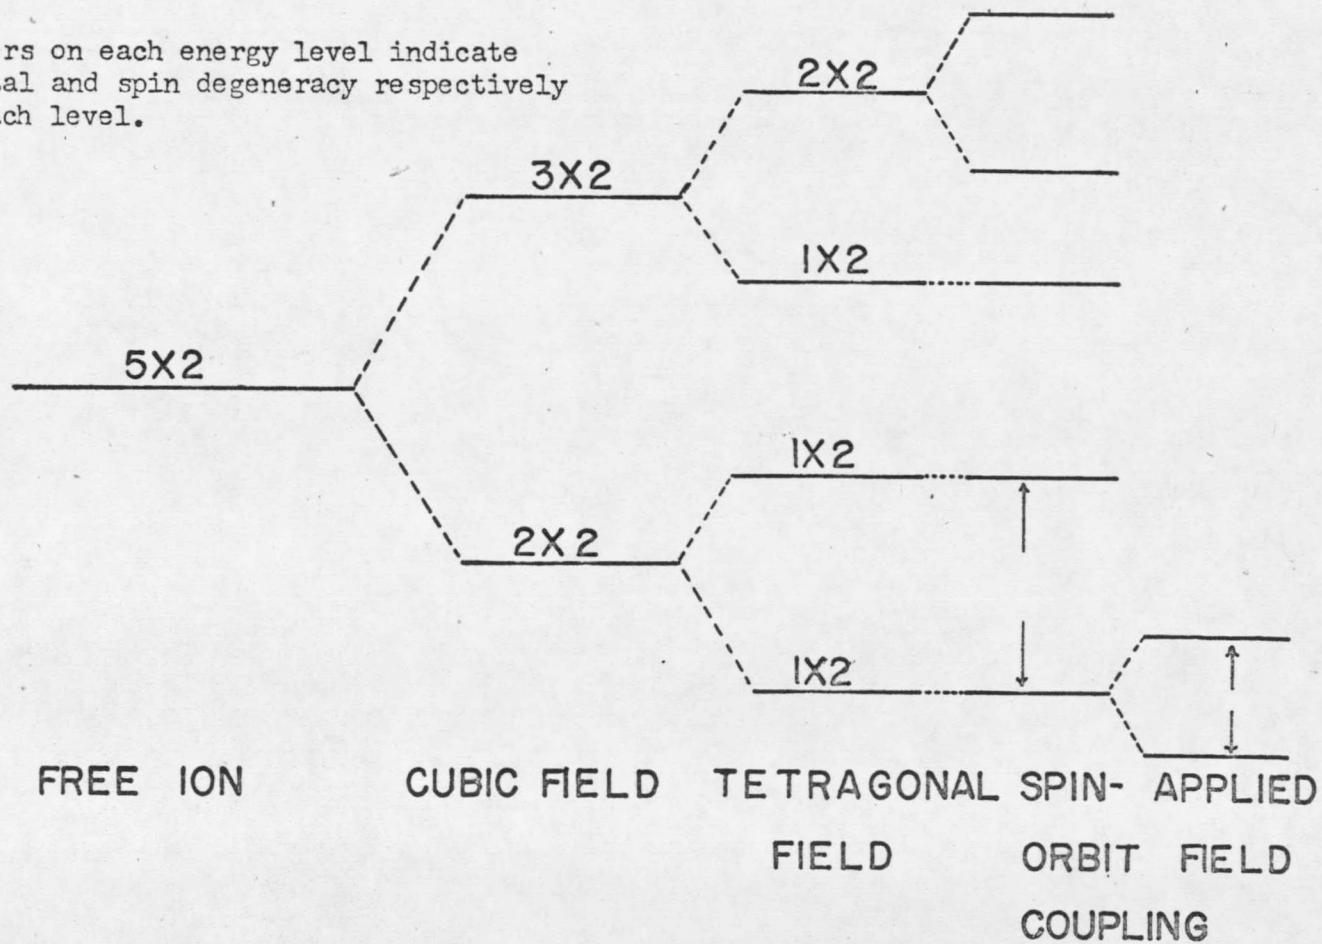 rs on each energy level indicate
al and spin degeneracy respectively
ch level.
2X2
3X2
1X2
5X2
1X2
2X2
1X2
FREE ION CUBIC FIELD TETRAGONAL SPIN- APPLIED
FIELD ORBIT FIELD
COUPLING